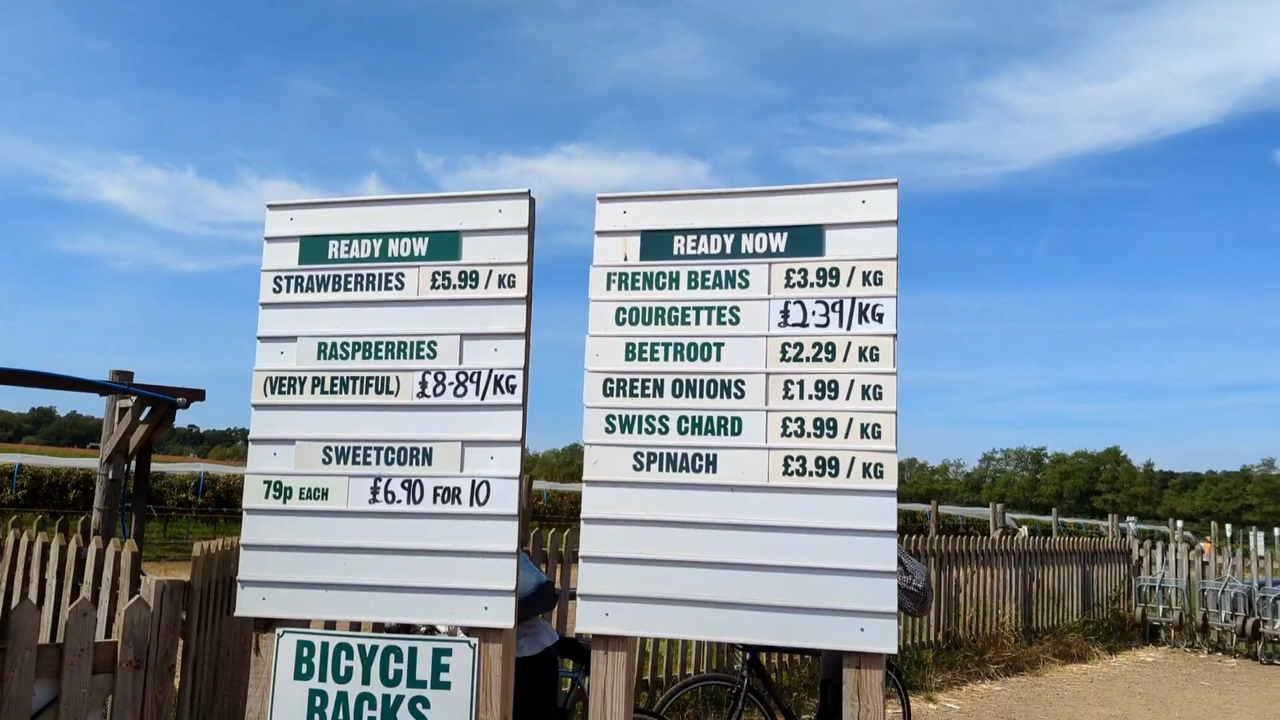 READY NOW
STRAWBERRIES £5.99 / KG
RASPBERRIES
(VERY PLENTIFUL) £8.89/KG
SWEETCORN
79p EACH £6.90 FOR 10
READY NOW
FRENCH BEANS £3.99 / KG
COURGETTES £2.39/KG
BEETROOT £2.29 / KG
GREEN ONIONS £1.99 / KG
SWISS CHARD £3.99 / KG
SPINACH £3.99 / KG
BICYCLE
RACKS